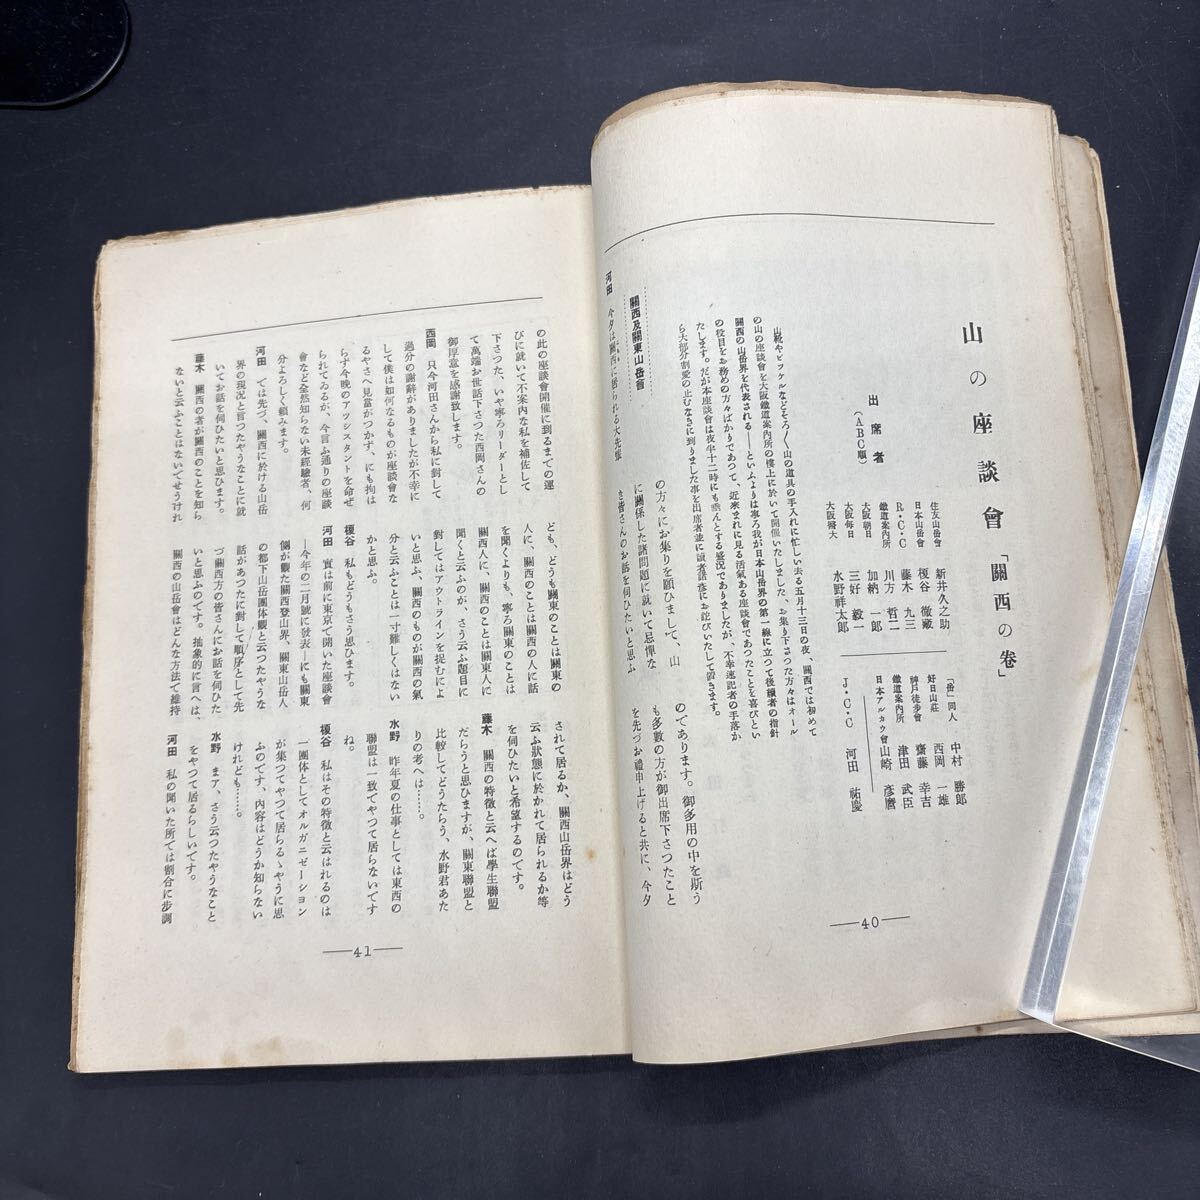 山の座談會「關西の卷」
出席者
(ABC順)
住友山岳會 新井久之助
日本山岳會 榎谷徹藏
R・C・C 藤木九三
鐵道案内所 川方哲二
大阪朝日 加納一郎
大阪毎日 三好毅一
大阪商大 水野祥太郎
「岳」同人 中村勝郎
好日山莊 西岡一雄
神戸徒步會 齋藤幸吉
鐵道案内所 津田武臣
日本アルカウ會 山崎彦麿
J・C・C 河田祐慶
山靴やピッケルなどそろ〱山の道具の手入れに忙しい去る五月十三日の夜、關西では初めて
の山の座談會を大阪鐵道案内所の樓上に於いて開催いたしました、お集り下さつた方々はオール
關西の山岳界を代表される——といふよりは寧ろ我が日本山岳界の第一線に立つて後續者の指針
の役目をお務めの方々ばかりであつて、近來まれに見る活氣ある座談會であつたことを喜びとい
たします。だが本座談會は夜半十二時にも垂んとする盛況でありましたが、不幸速記者の手落か
ら大部分割愛の止むなきに到りました事を出席者並に讀者諸彦にお詫びいたして置きます。
關西及關東山岳會
河田 今夕は關西に居られる大先輩
の方々にお集りを願ひまして、山
に關係した諸問題に就いて忌憚な
き皆さんのお話を伺ひたいと思ふ
のであります。御多用の中を斯う
も多數の方が御出席下さつたこと
を先づお禮申上げると共に、今夕
—40—
の此の座談會開催に到るまでの運
びに就いて不案内な私を補佐して
下さつた、いや寧ろリーダーとし
て萬端お世話下さつた西岡さんの
御厚意を感謝致します。
西岡 只今河田さんから私に對して
過分の謝辭がありましたが不幸に
して僕は如何なるものが座談會な
るやさへ見當がつかず、にも拘は
らず今晩のアツシスタントを命ぜ
られてゐるが、今言ふ通りの座談
會など全然知らない未經驗者、何
分よろしく賴みます。
河田 では先づ、關西に於ける山岳
界の現況と言つたやうなことに就
いてお話を伺ひたいと思ひます。
藤木 關西の者が關西のことを知ら
ないと云ふことはないでせうけれ
ども、どうも關東のことは關東の
人に、關西のことは關西の人に話
を聞くよりも、寧ろ關東のことは
關西人に、關西のことは關東人に
聞くと云ふのが、さう云ふ題目に
對してはアウトラインを捉むによ
いと思ふ、關西のものが關西の氣
分と云ふことは一寸難しくはない
かと思ふ。
榎谷 私もどうもさう思ひます。
河田 實は前に東京で開いた座談會
—今年の二月號に發表—にも關東
側が觀た關西登山界、關東山岳人
の都下山岳團体觀と云つたやうな
話があつたに對して順序として先
づ關西方の皆さんにお話を伺ひた
いと思ふのです。抽象的に言へは、
關西の山岳會はどんな方法で維持
されて居るか、關西山岳界はどう
云ふ狀態に於かれて居られるか等
を伺ひたいと希望するのです。
藤木 關西の特徴と云へば學生聯盟
だらうと思ひますが、關東聯盟と
比較してどうたらう、水野君あた
りの考へは……。
水野 昨年夏の仕事としては東西の
聯盟は一致でやつて居らないです
ね。
榎谷 私はその特徴と云はれるのは
一團体としてオルガニゼーシヨン
が集つてやつて居らるゝやうに思
ふのです、内容はどうか知らない
けれども……。
水野 まア、さう云つたやうなこと
をやつて居るらしいです。
河田 私の聞いた所では割合に步調
—41—